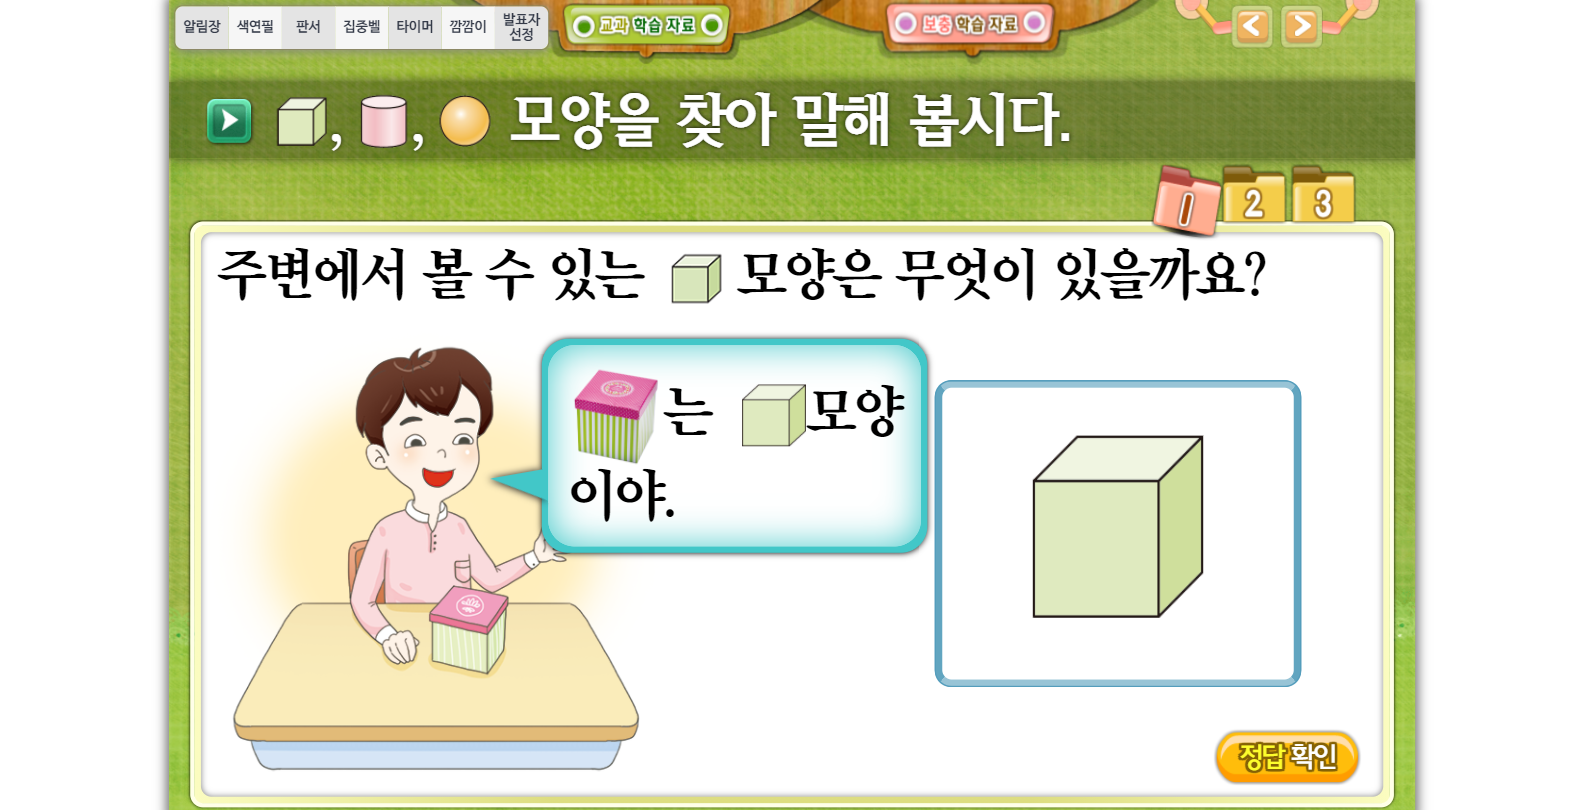 알림장 색연필 판서 집중벨 타이머 깜깜이 발표자 선정
교과 학습 자료
보충 학습 자료
, , 모양을 찾아 말해 봅시다.
1 2 3
주변에서 볼 수 있는 모양은 무엇이 있을까요?
는 모양
이야.
정답 확인